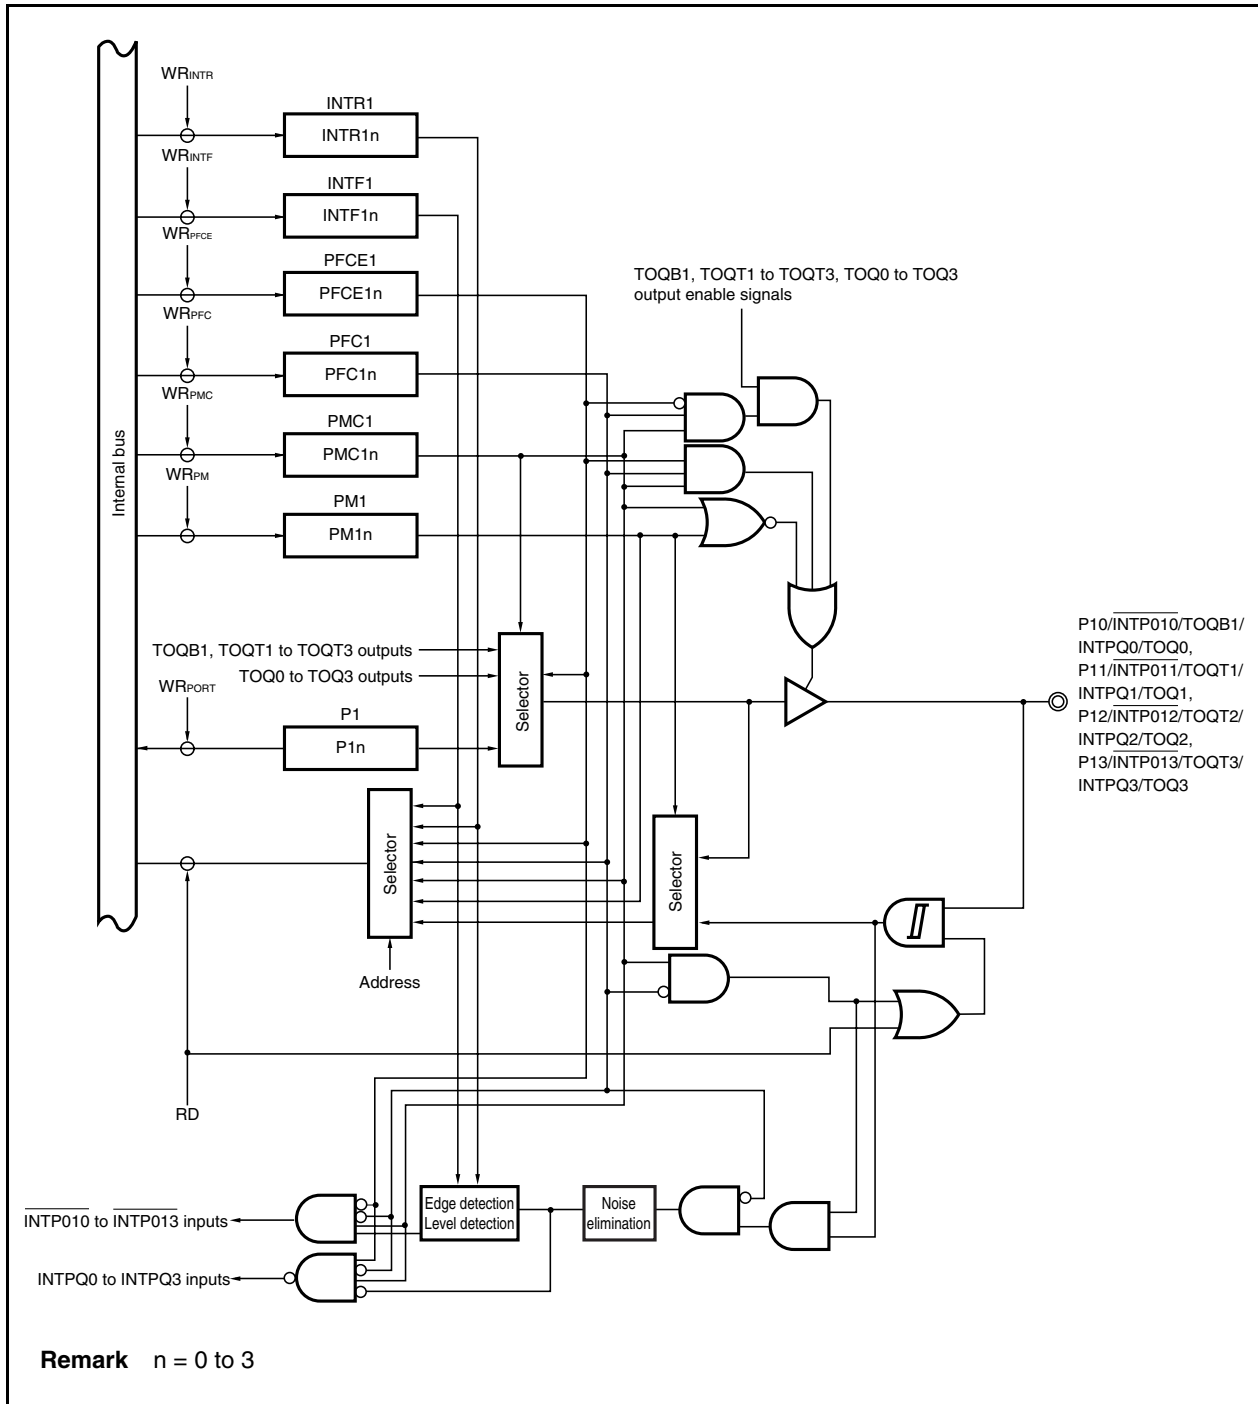 WRINTR
INTR1
INTR1n
WRINTF
INTF1
INTF1n
WRPFCE
PFCE1
PFCE1n
WRPFC
PFC1
PFC1n
WRPMC
PMC1
PMC1n
WRPM
PM1
PM1n
Internal bus
TOQB1, TOQT1 to TOQT3, TOQ0 to TOQ3
output enable signals
TOQB1, TOQT1 to TOQT3 outputs
TOQ0 to TOQ3 outputs
WRPORT
P1
P1n
Selector
P10/INTP010/TOQB1/
INTPQ0/TOQ0,
P11/INTP011/TOQT1/
INTPQ1/TOQ1,
P12/INTP012/TOQT2/
INTPQ2/TOQ2,
P13/INTP013/TOQT3/
INTPQ3/TOQ3
Selector
Selector
Address
RD
Edge detection
Level detection
Noise
elimination
INTP010 to INTP013 inputs
INTPQ0 to INTPQ3 inputs
Remark n = 0 to 3